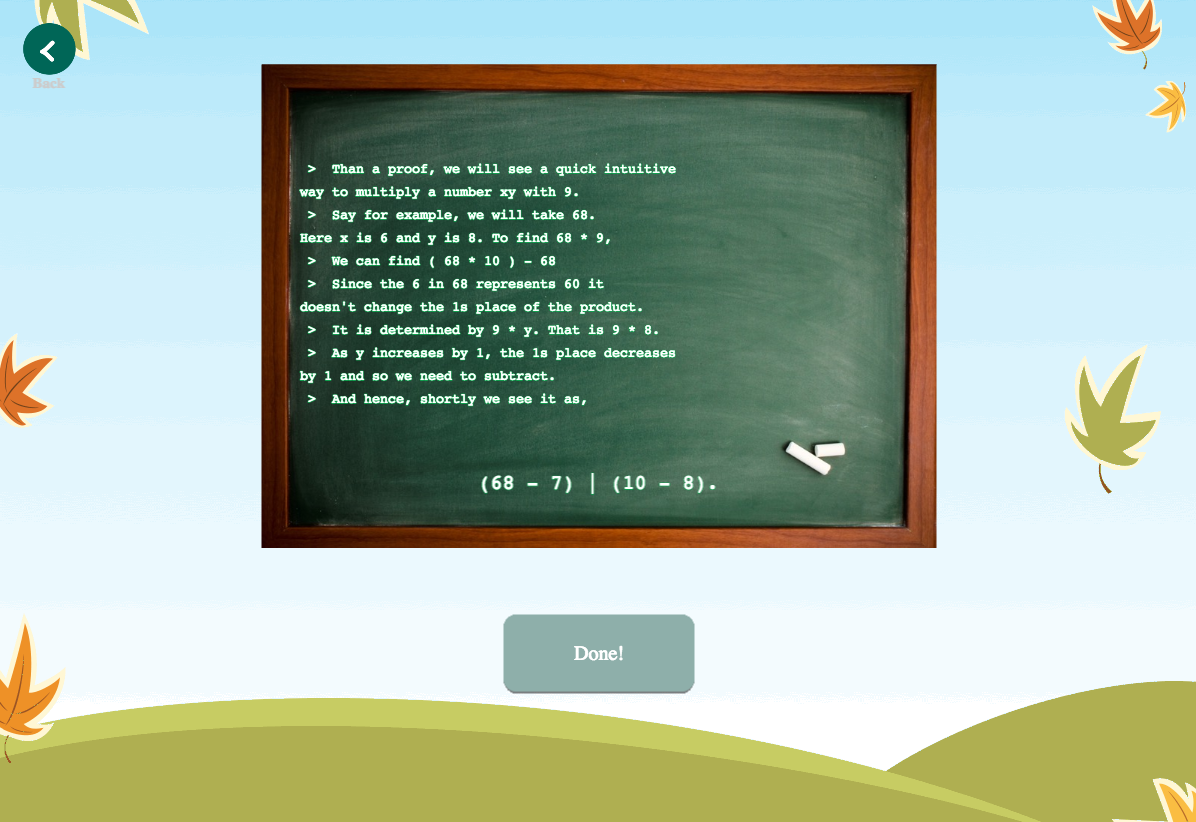 Back
> Than a proof, we will see a quick intuitive
way to multiply a number xy with 9.
> Say for example, we will take 68.
Here x is 6 and y is 8. To find 68 * 9,
> We can find ( 68 * 10 ) - 68
> Since the 6 in 68 represents 60 it
doesn't change the 1s place of the product.
> It is determined by 9 * y. That is 9 * 8.
> As y increases by 1, the 1s place decreases
by 1 and so we need to subtract.
> And hence, shortly we see it as,
(68 - 7) | (10 - 8).
Done!